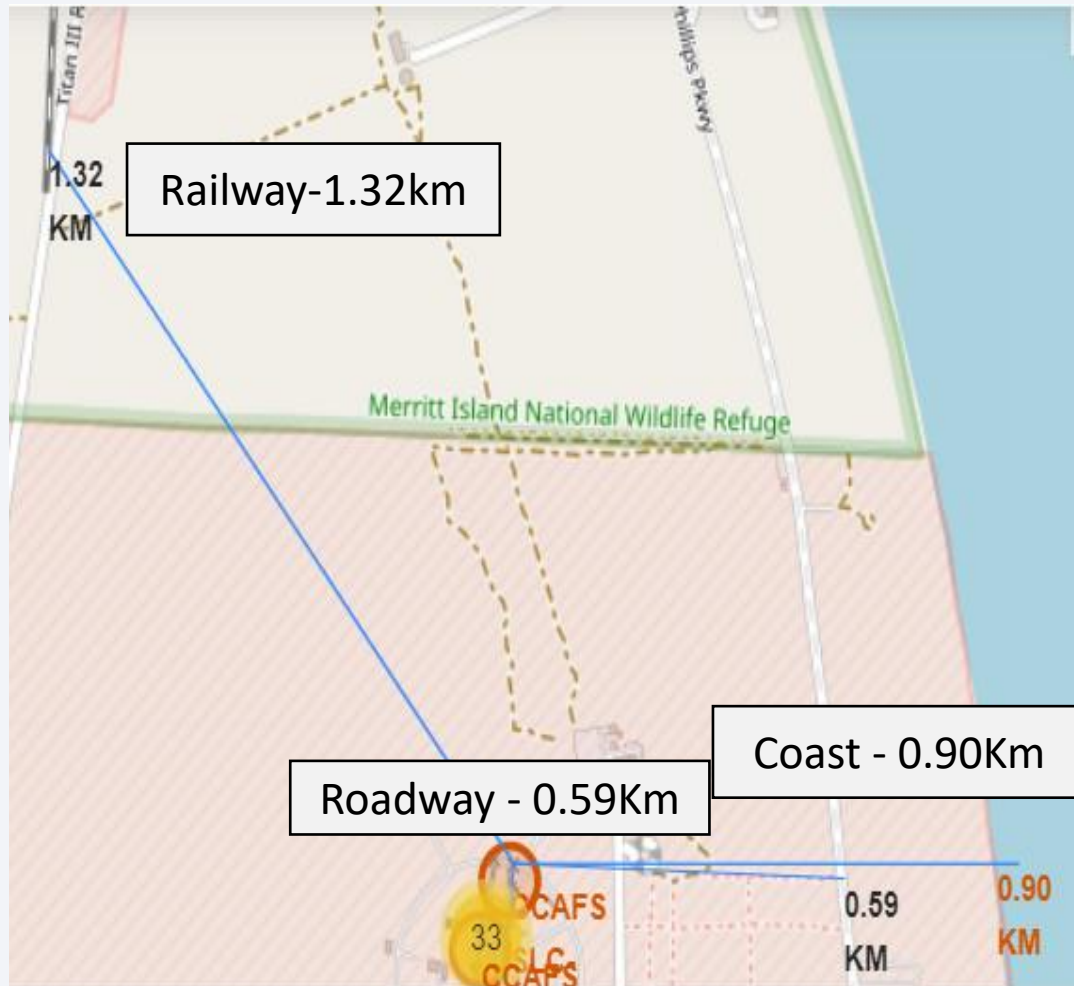 Titan III R
Phillips Pkwy
1.32
KM
Railway-1.32km
Merritt Island National Wildlife Refuge
Coast - 0.90Km
Roadway - 0.59Km
CCAFS
33
SLC
CCAFS
0.59
KM
0.90
KM